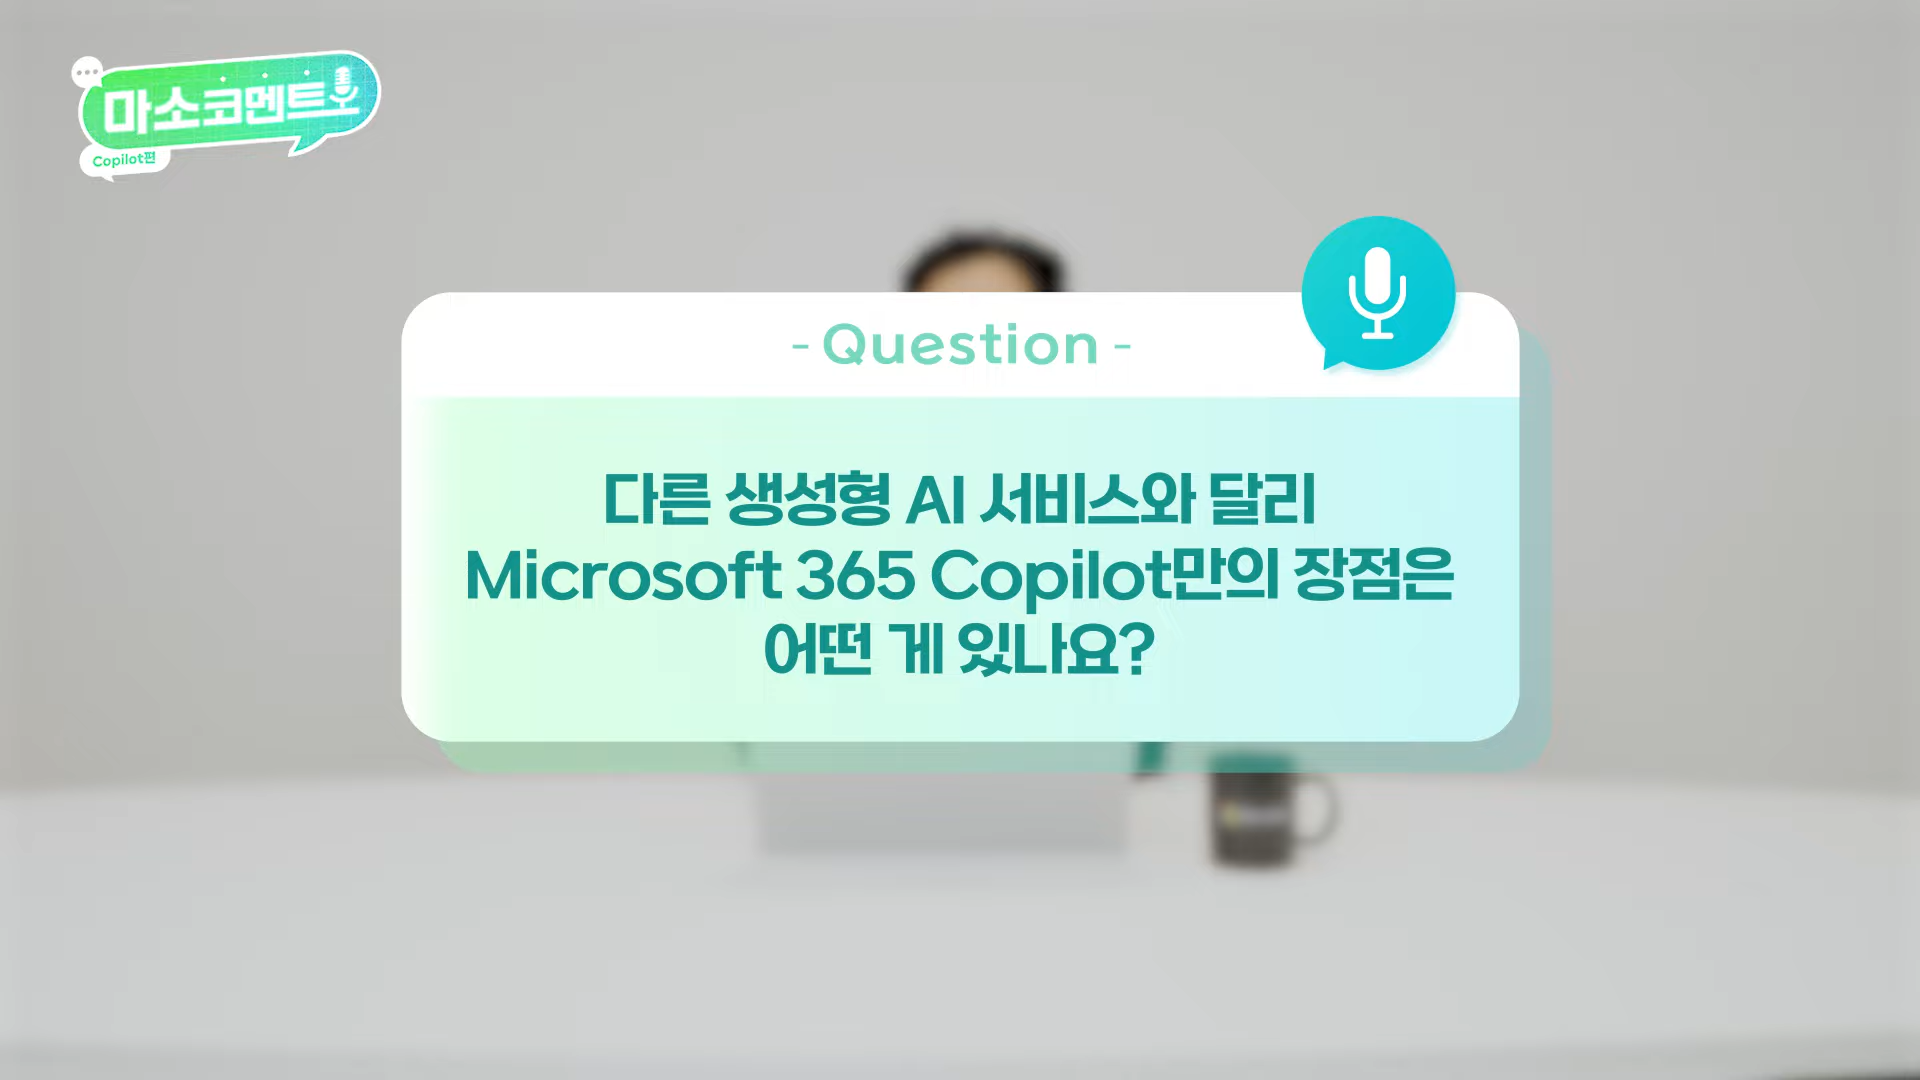 마소코멘트
Copilot편
- Question -
다른 생성형 AI 서비스와 달리
Microsoft 365 Copilot만의 장점은
어떤 게 있나요?